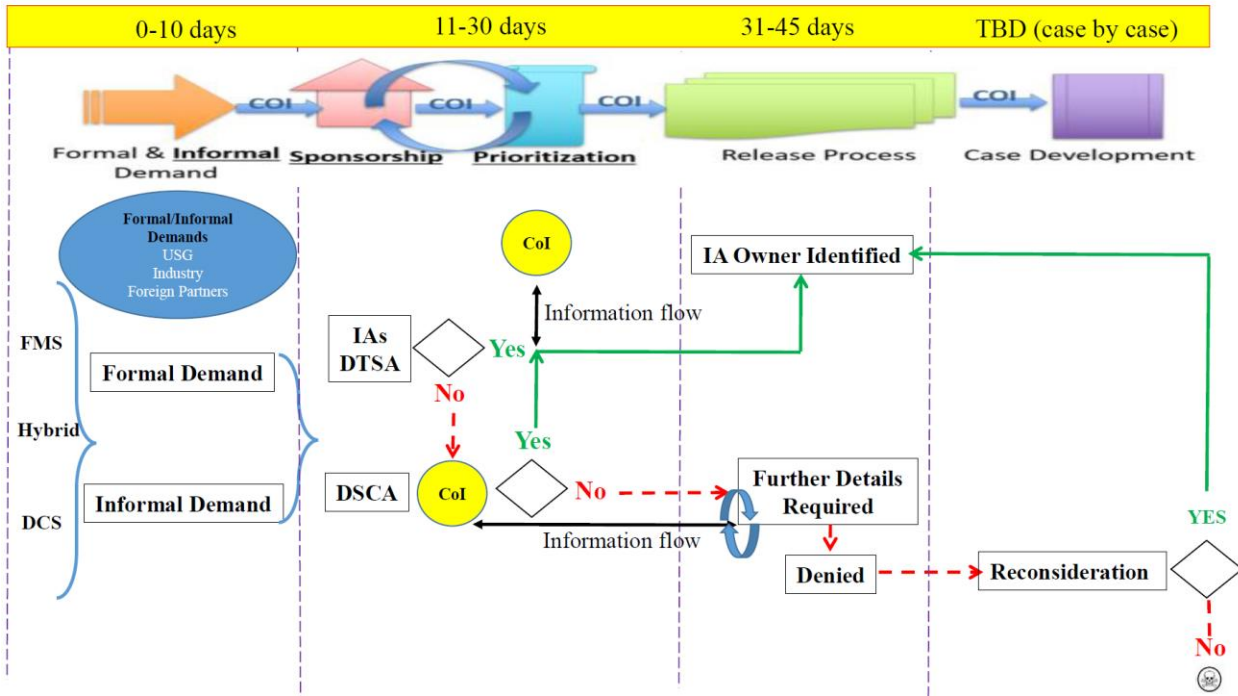 0-10 days
11-30 days
31-45 days
TBD (case by case)
COI
COI
COI
COI
Formal & Informal
Demand
Sponsorship
Prioritization
Release Process
Case Development
Formal/Informal
Demands
USG
Industry
Foreign Partners
CoI
IA Owner Identified
Information flow
FMS
IAs
DTSA
Yes
Formal Demand
No
Hybrid
Yes
DSCA
CoI
No
Further Details
Required
Informal Demand
DCS
Information flow
YES
Denied
Reconsideration
No